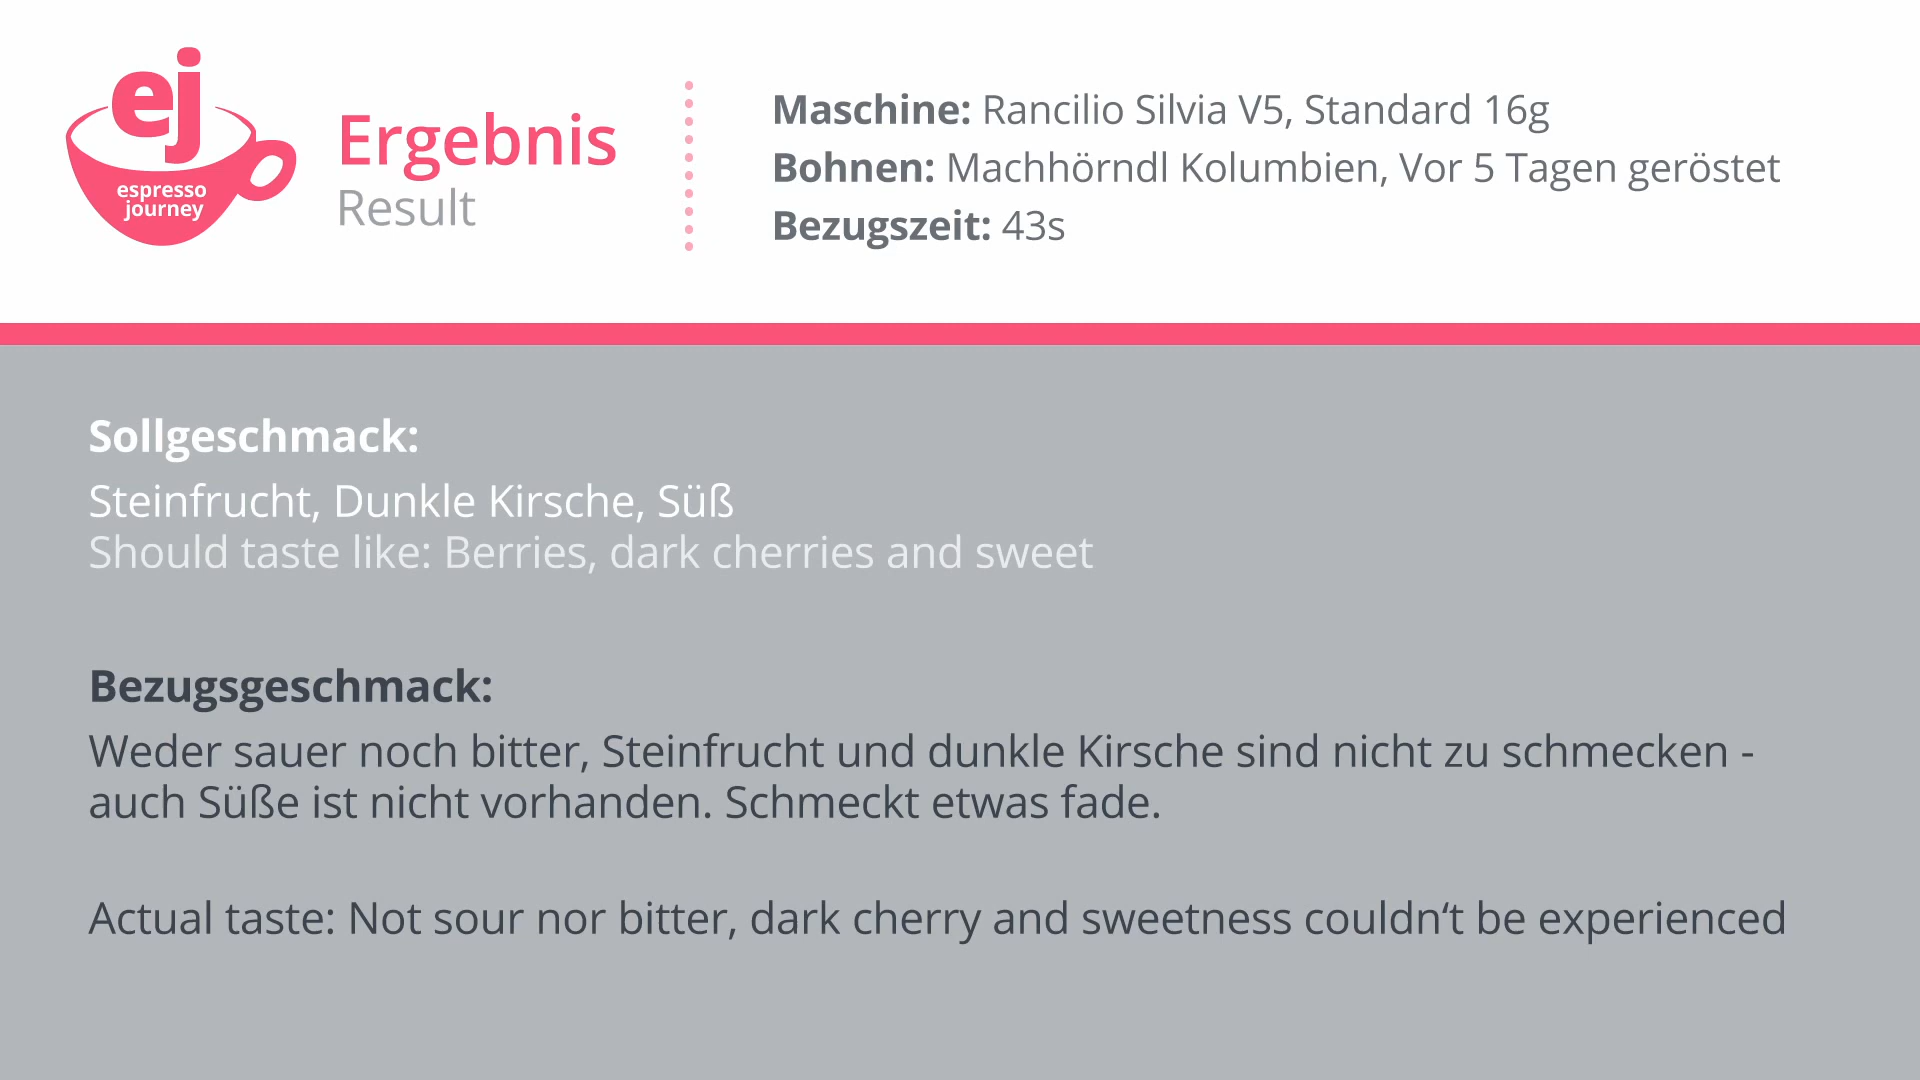 ej
espresso
journey
Ergebnis
Result
Maschine: Rancilio Silvia V5, Standard 16g
Bohnen: Machhörndl Kolumbien, Vor 5 Tagen geröstet
Bezugszeit: 43s
Sollgeschmack:
Steinfrucht, Dunkle Kirsche, Süß
Should taste like: Berries, dark cherries and sweet
Bezugsgeschmack:
Weder sauer noch bitter, Steinfrucht und dunkle Kirsche sind nicht zu schmecken -
auch Süße ist nicht vorhanden. Schmeckt etwas fade.
Actual taste: Not sour nor bitter, dark cherry and sweetness couldn‘t be experienced